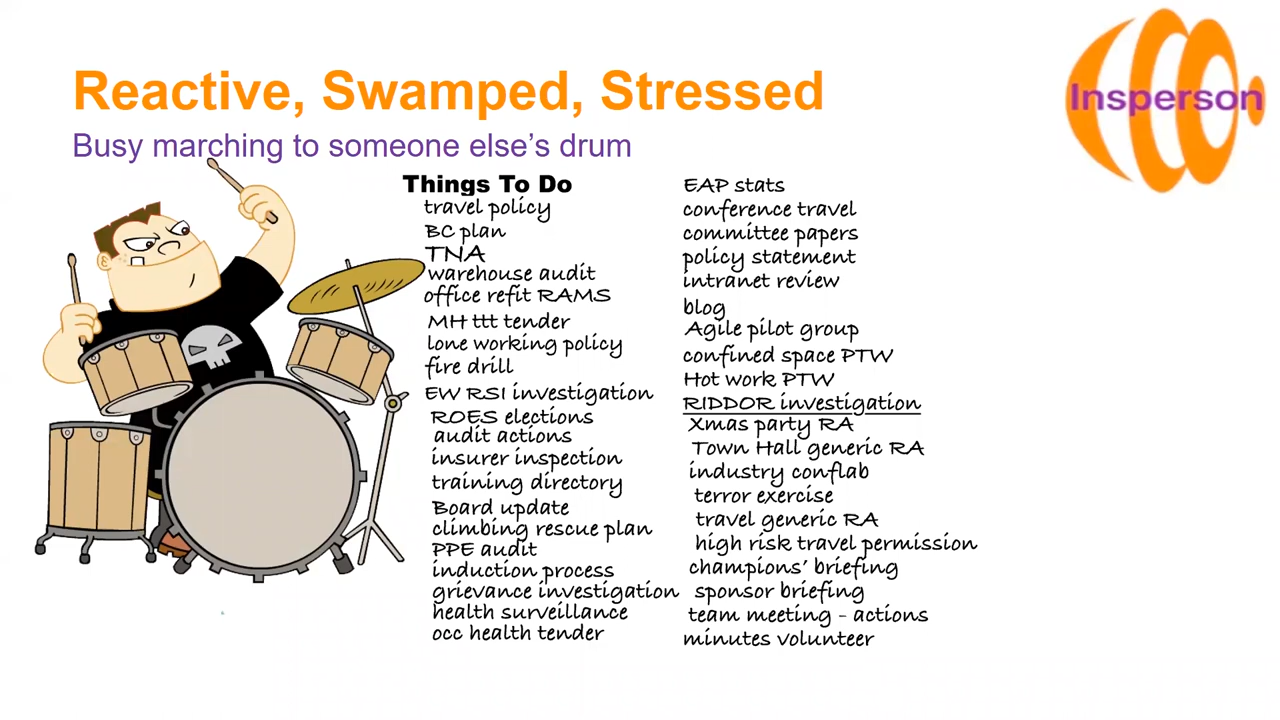 Reactive, Swamped, Stressed
Busy marching to someone else's drum
Insperson
Things To Do
travel policy
BC plan
TNA
warehouse audit
office refit RAMS
MH ttt tender
lone working policy
fire drill
EW RSI investigation
ROES elections
audit actions
insurer inspection
training directory
Board update
climbing rescue plan
PPE audit
induction process
grievance investigation
health surveillance
occ health tender
EAP stats
conference travel
committee papers
policy statement
intranet review
blog
Agile pilot group
confined space PTW
Hot work PTW
RIDDOR investigation
Xmas party RA
Town Hall generic RA
industry conflab
terror exercise
travel generic RA
high risk travel permission
champions' briefing
sponsor briefing
team meeting - actions
minutes volunteer